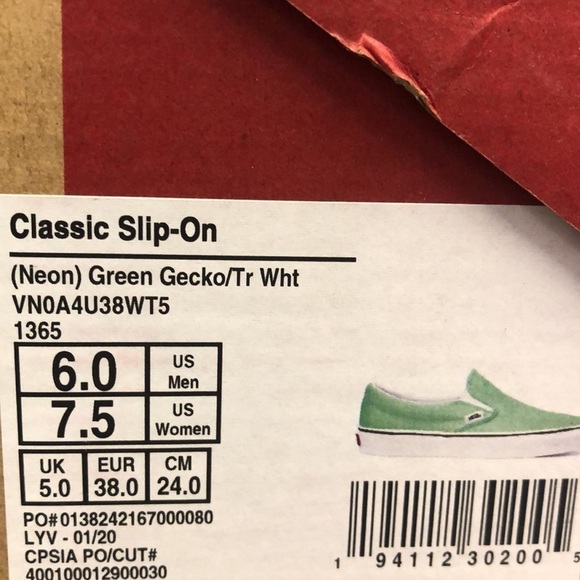 Classic Slip-On
(Neon) Green Gecko/Tr Wht
VN0A4U38WT5
1365
6.0 US Men
7.5 US Women
UK EUR CM
5.0 38.0 24.0
PO#0138242167000080
LYV - 01/20
CPSIA PO/CUT#
400100012900030
1 94112 30200 5